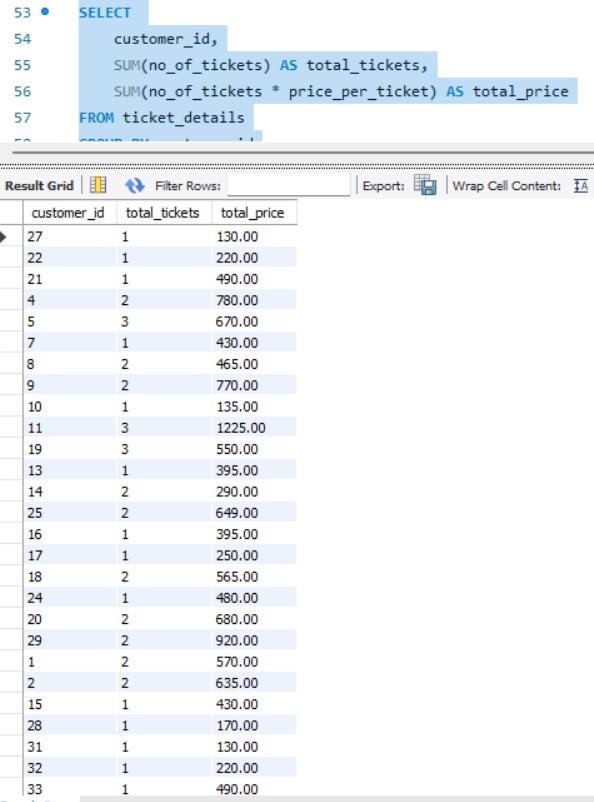 53 SELECT
54 customer_id,
55 SUM(no_of_tickets) AS total_tickets,
56 SUM(no_of_tickets * price_per_ticket) AS total_price
57 FROM ticket_details
Result Grid Filter Rows: Export: Wrap Cell Content:
customer_id total_tickets total_price
27 1 130.00
22 1 220.00
21 1 490.00
4 2 780.00
5 3 670.00
7 1 430.00
8 2 465.00
9 2 770.00
10 1 135.00
11 3 1225.00
19 3 550.00
13 1 395.00
14 2 290.00
25 2 649.00
16 1 395.00
17 1 250.00
18 2 565.00
24 1 480.00
20 2 680.00
29 2 920.00
1 2 570.00
2 2 635.00
15 1 430.00
28 1 170.00
31 1 130.00
32 1 220.00
33 1 490.00